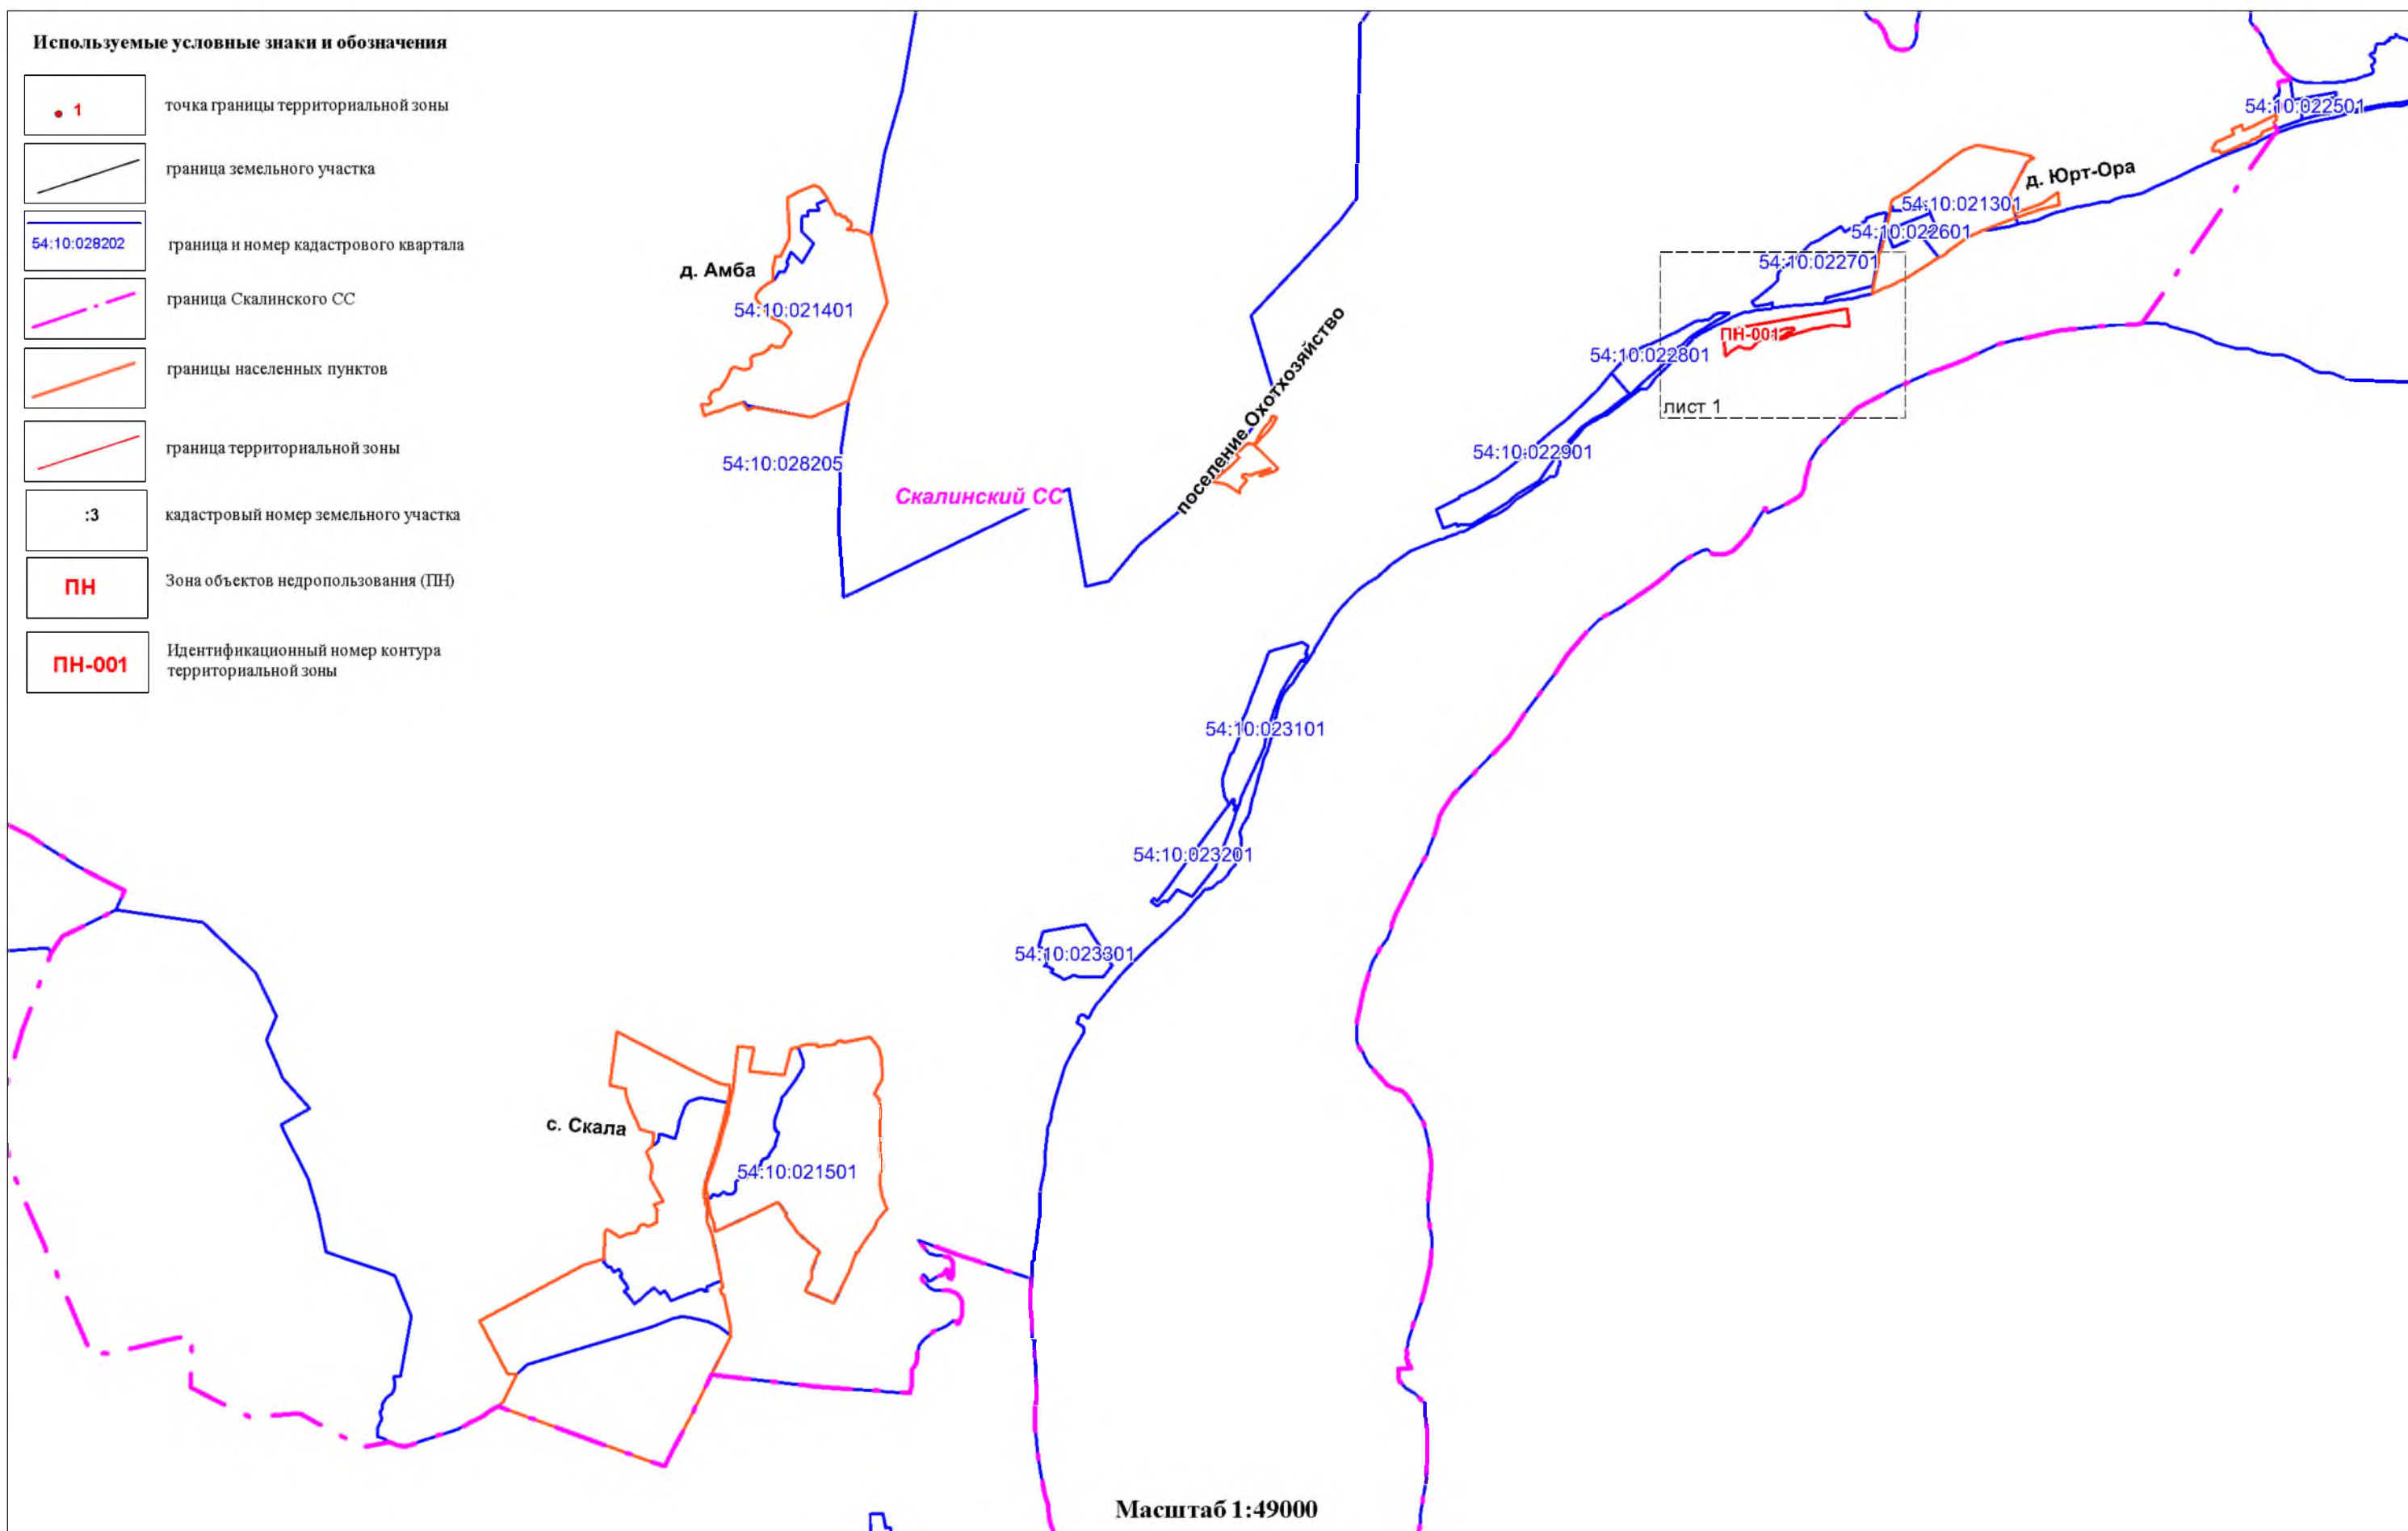 Используемые условные знаки и обозначения
1
точка границы территориальной зоны
граница земельного участка
54:10:028202
граница и номер кадастрового квартала
граница Скалинского СС
границы населенных пунктов
граница территориальной зоны
:3
кадастровый номер земельного участка
ПН
Зона объектов недропользования (ПН)
ПН-001
Идентификационный номер контура
территориальной зоны
54:10:022501
д. Юрт-Ора
54:10:021301
54:10:022601
54:10:022701
д. Амба
54:10:021401
ПН-001
54:10:022801
лист 1
поселение Охотхозяйство
54:10:022901
54:10:028205
Скалинский СС
54:10:023101
54:10:023201
54:10:023301
с. Скала
54:10:021501
Масштаб 1:49000